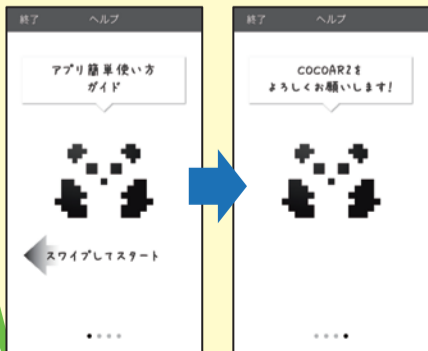 終了 ヘルプ
アプリ簡単使い方
ガイド
スワイプしてスタート
終了 ヘルプ
COCOAR2を
よろしくお願いします!